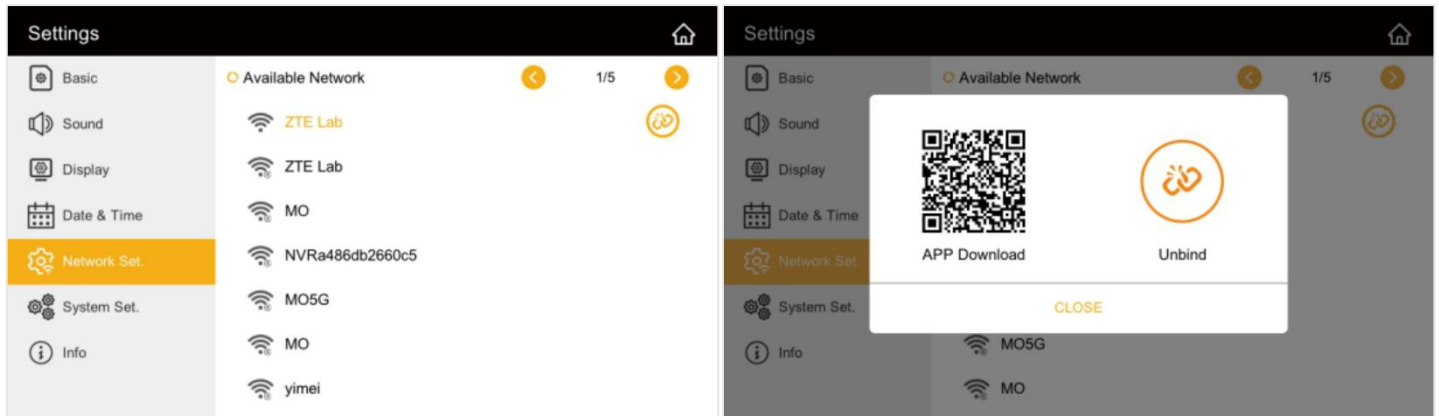 Settings
Basic
Sound
Display
Date & Time
Network Set.
System Set.
Info
Available Network
1/5
ZTE Lab
ZTE Lab
MO
NVRa486db2660c5
MO5G
MO
yimei
Settings
Basic
Sound
Display
Date & Time
Network Set.
System Set.
Info
Available Network
1/5
APP Download
Unbind
CLOSE
MO5G
MO